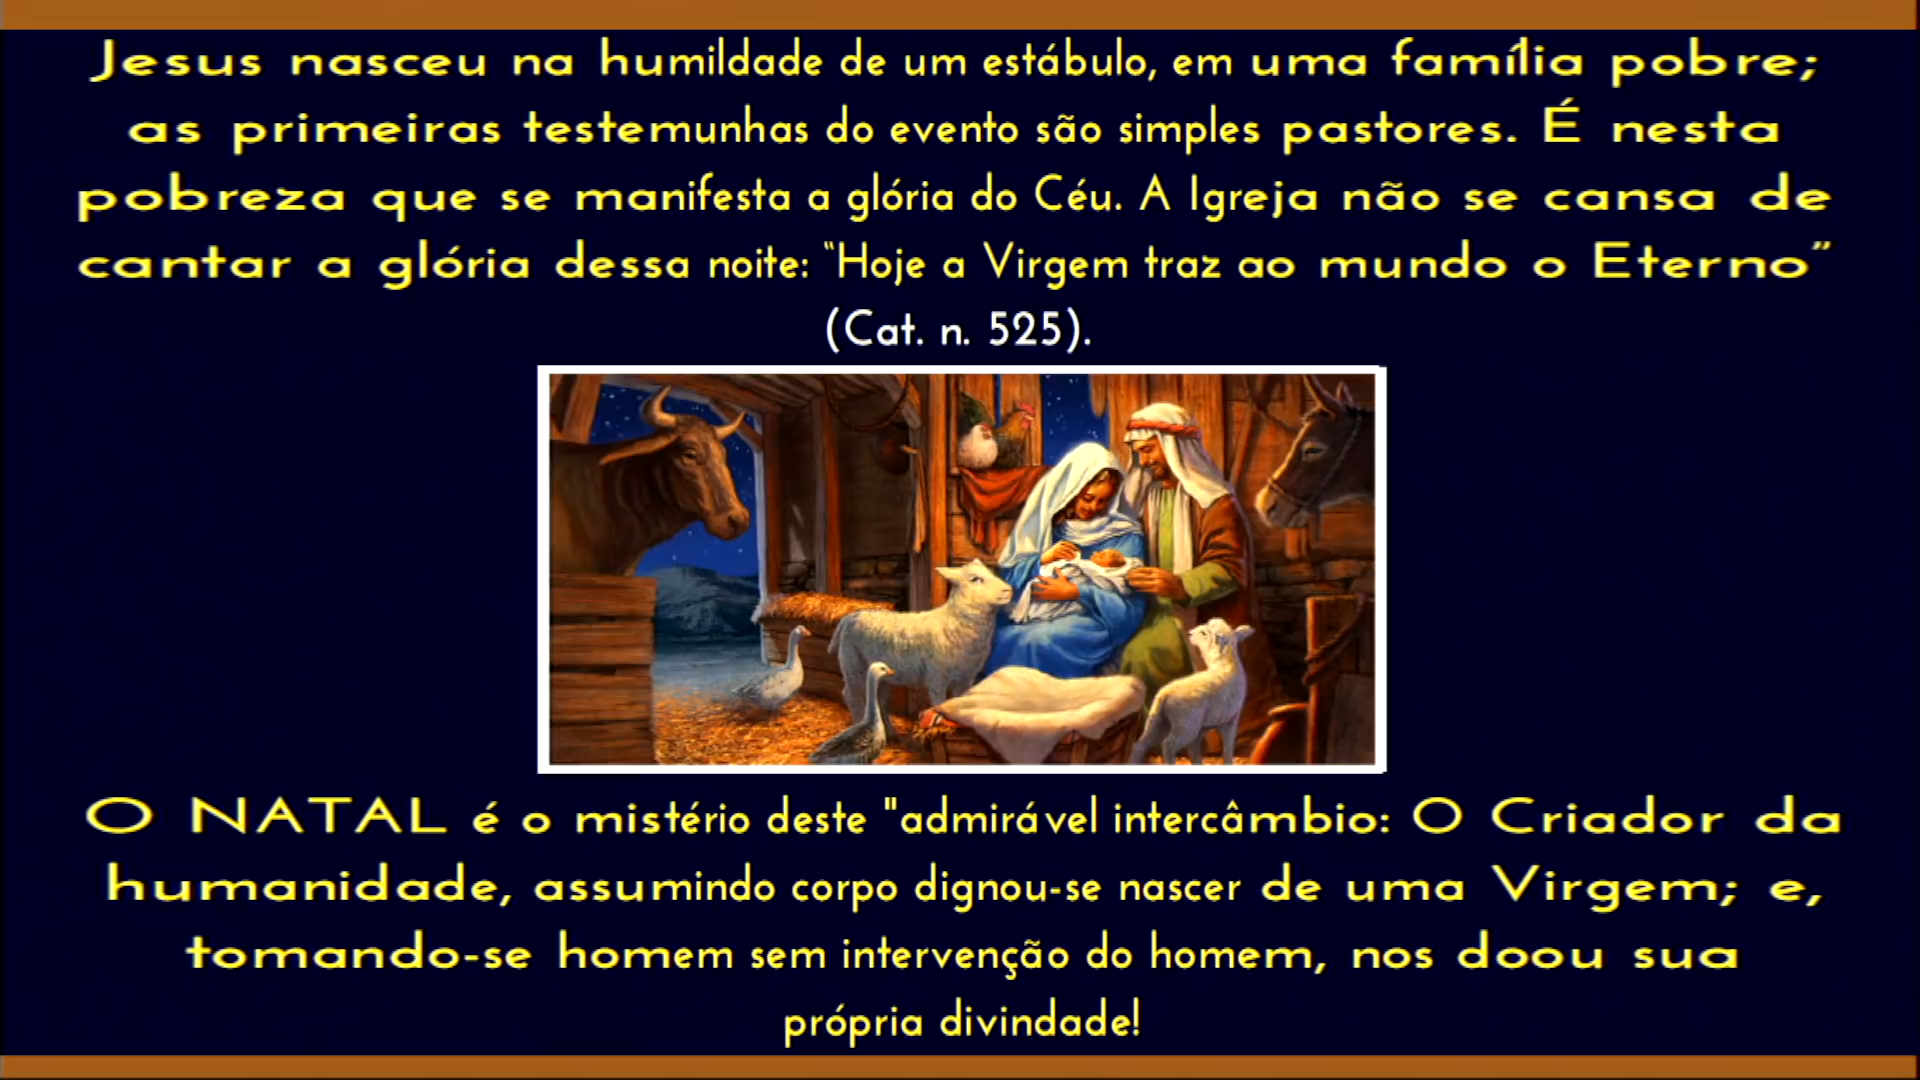 Jesus nasceu na humildade de um estábulo, em uma família pobre;
as primeiras testemunhas do evento são simples pastores. É nesta
pobreza que se manifesta a glória do Céu. A Igreja não se cansa de
cantar a glória dessa noite: “Hoje a Virgem traz ao mundo o Eterno”
(Cat. n. 525).
O NATAL é o mistério deste "admirável intercâmbio: O Criador da
humanidade, assumindo corpo dignou-se nascer de uma Virgem; e,
tomando-se homem sem intervenção do homem, nos doou sua
própria divindade!